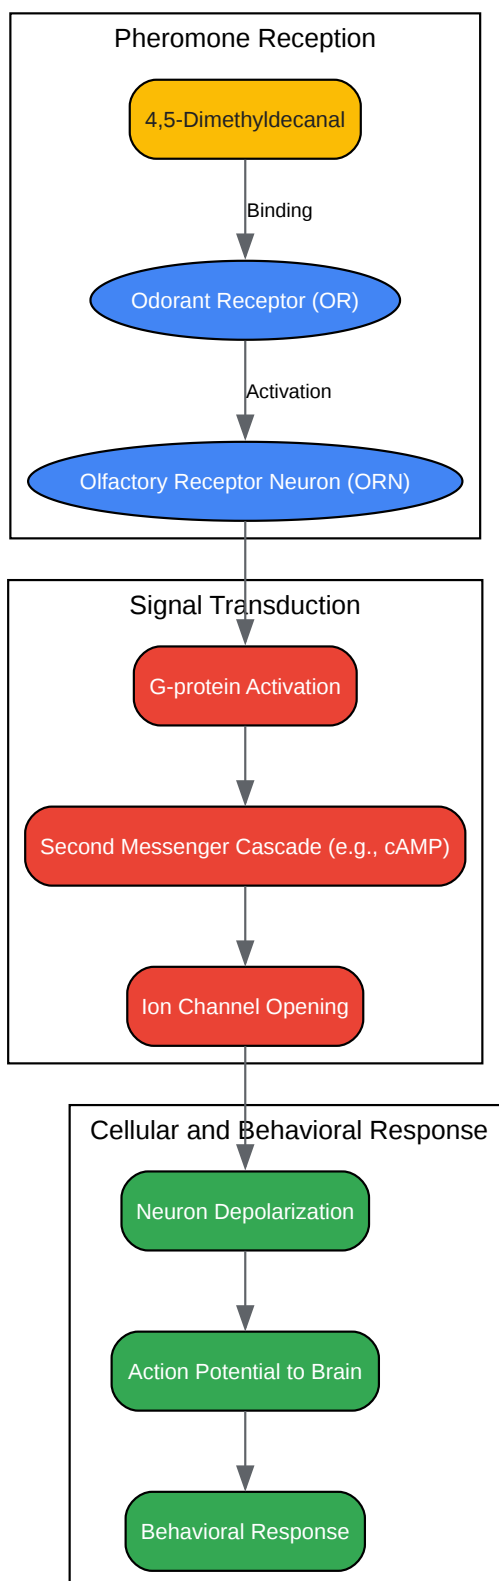 Pheromone Reception
4,5-Dimethyldecanal
Binding
Odorant Receptor (OR)
Activation
Olfactory Receptor Neuron (ORN)
Signal Transduction
G-protein Activation
Second Messenger Cascade (e.g., cAMP)
Ion Channel Opening
Cellular and Behavioral Response
Neuron Depolarization
Action Potential to Brain
Behavioral Response